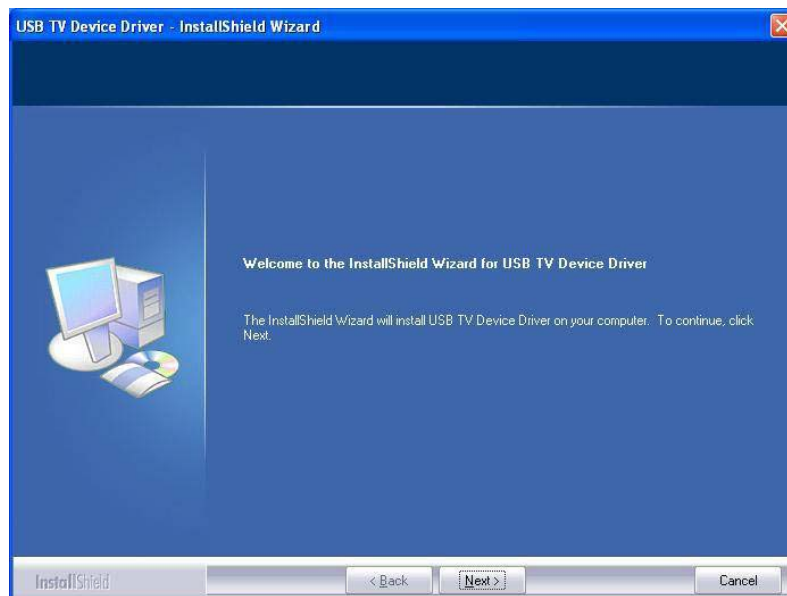 USB TV Device Driver - InstallShield Wizard
Welcome to the InstallShield Wizard for USB TV Device Driver
The InstallShield Wizard will install USB TV Device Driver on your computer. To continue, click
Next.
InstallShield
< Back
Next >
Cancel